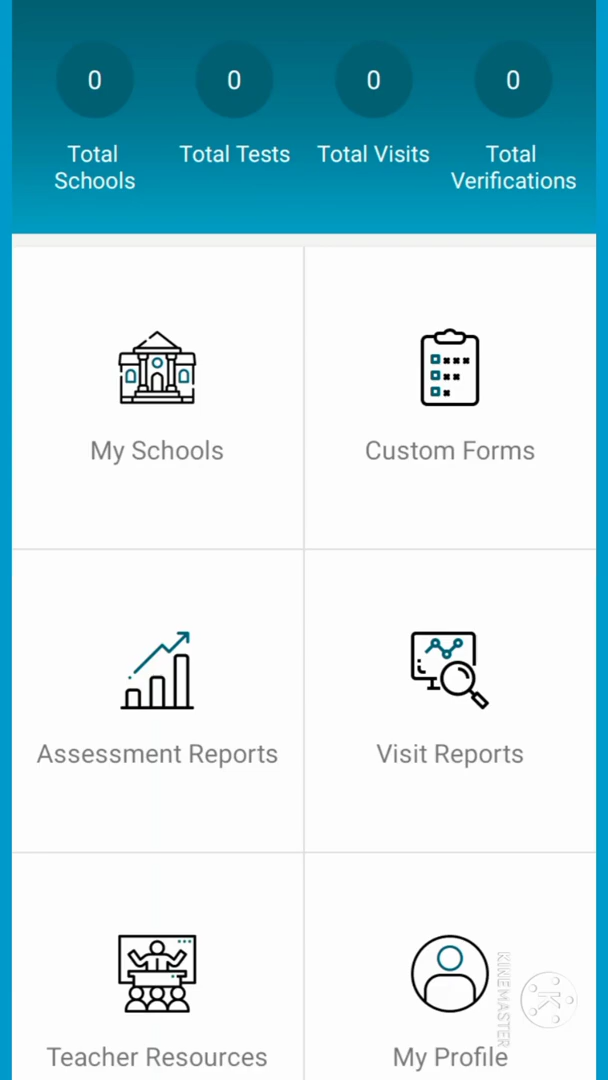 0 0 0 0
Total Total Tests Total Visits Total
Schools Verifications
My Schools Custom Forms
Assessment Reports Visit Reports
Teacher Resources My Profile
KINEMASTER
K